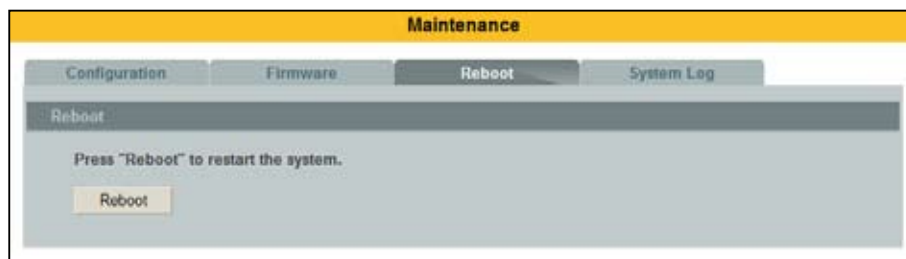 Maintenance
Configuration Firmware Reboot System Log
Reboot
Press "Reboot" to restart the system.
Reboot